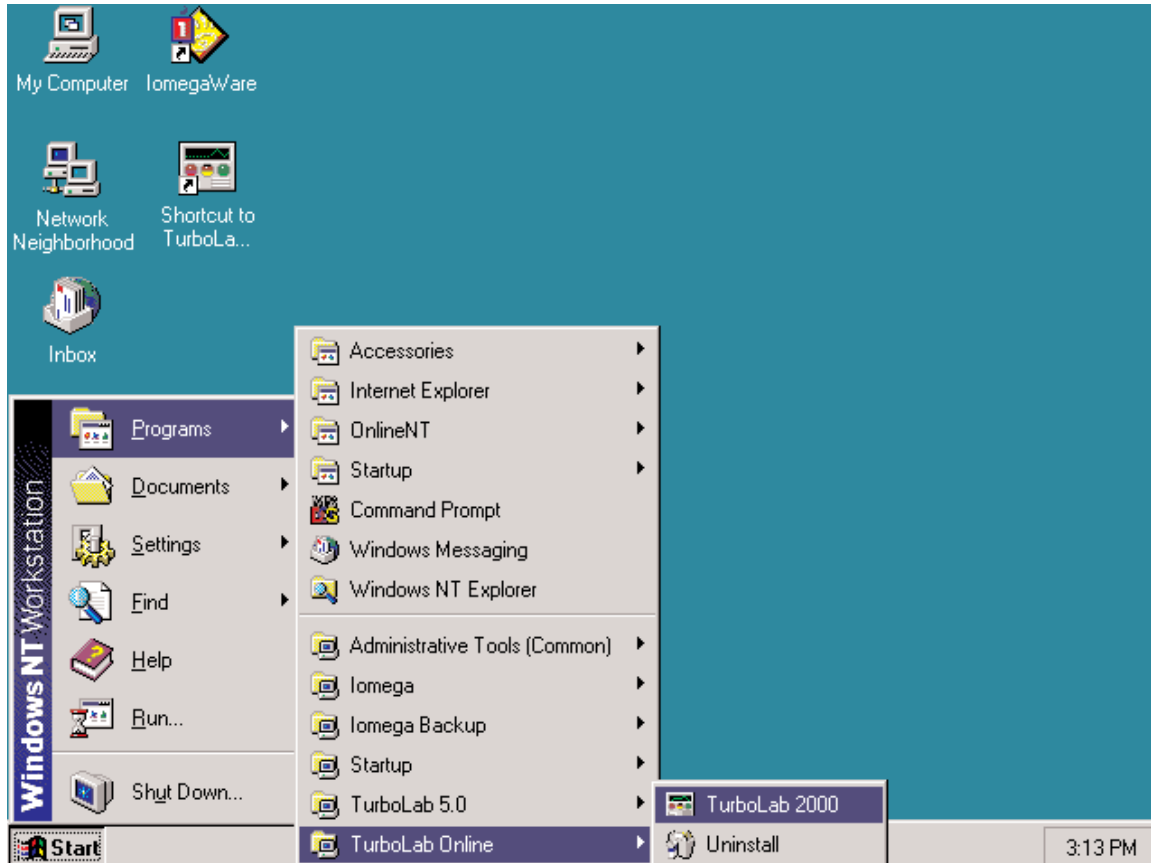 My Computer
IomegaWare
Network
Neighborhood
Shortcut to
TurboLa...
Inbox
Windows NT Workstation
Programs
Documents
Settings
Find
Help
Run...
Shut Down...
Accessories
Internet Explorer
OnlineNT
Startup
Command Prompt
Windows Messaging
Windows NT Explorer
Administrative Tools (Common)
Iomega
Iomega Backup
Startup
TurboLab 5.0
TurboLab Online
TurboLab 2000
Uninstall
Start
3:13 PM